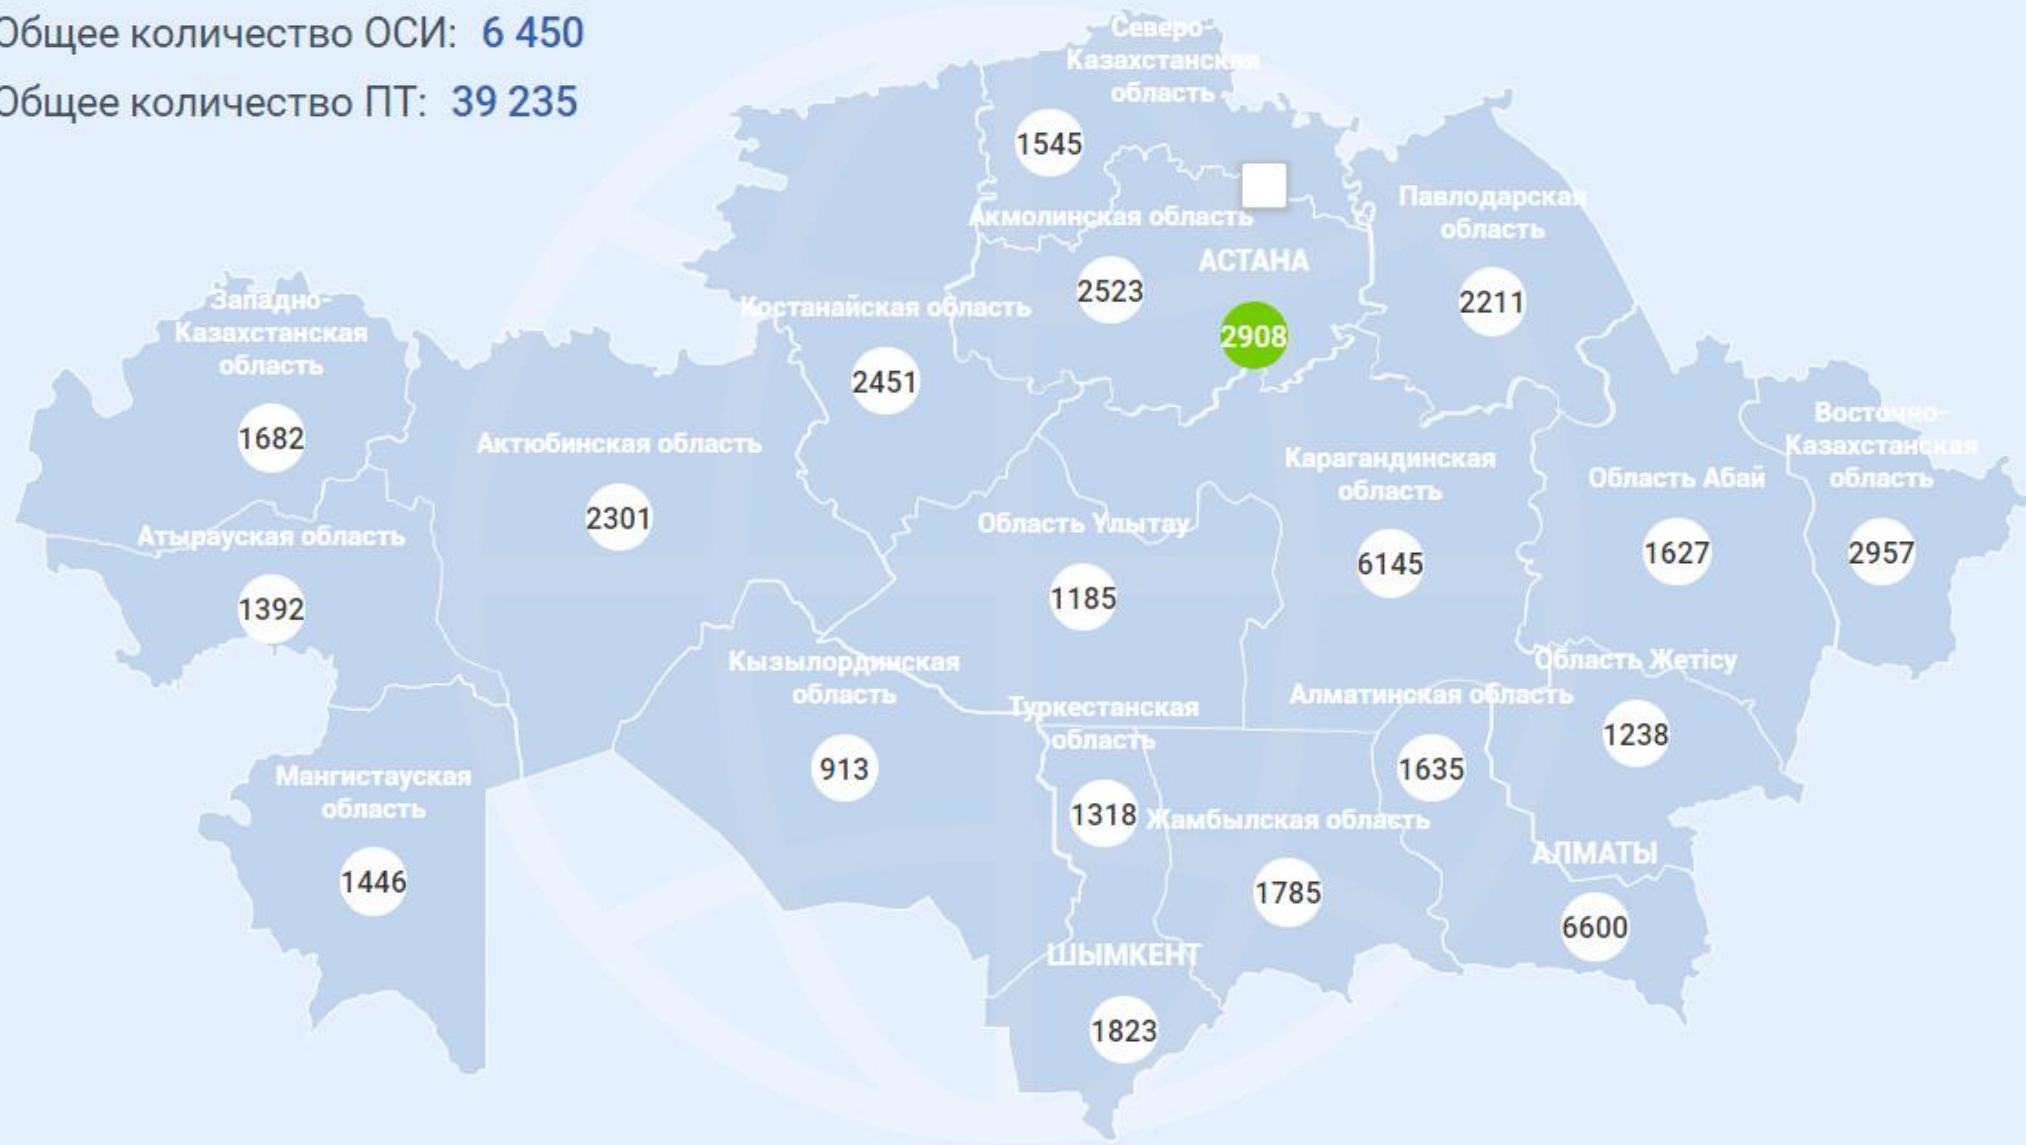 Общее количество ОСИ: 6 450
Общее количество ПТ: 39 235
Северо-
Казахстанская
область
1545
Акмолинская область
2523
АСТАНА
2908
Павлодарская
область
2211
Костанайская область
2451
Западно-
Казахстанская
область
1682
Актюбинская область
2301
Атырауская область
1392
Область Ұлытау
1185
Карагандинская
область
6145
Область Абай
1627
Восточно-
Казахстанская
область
2957
Кызылординская
область
913
Туркестанская
область
1318
Алматинская область
1635
Область Жетісу
1238
Мангистауская
область
1446
Жамбылская область
1785
АЛМАТЫ
6600
ШЫМКЕНТ
1823